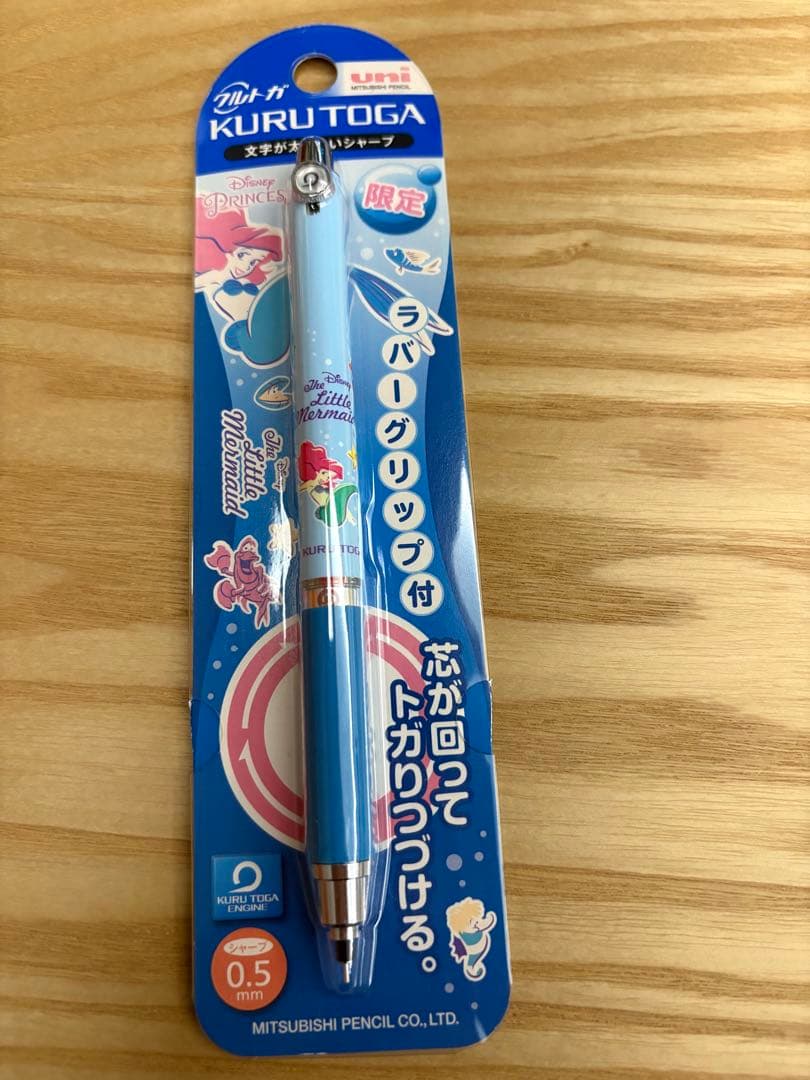 uni
MITSUBISHI PENCIL
クルトガ
KURU TOGA
文字が太 いシャープ
Disney
PRINCESS
限定
ラバーグリップ付
The Disney
Little
Mermaid
KURU TOGA
The Disney
Little
Mermaid
芯が回って
トガりつづける。
KURU TOGA
ENGINE
シャープ
0.5
mm
MITSUBISHI PENCIL CO., LTD.